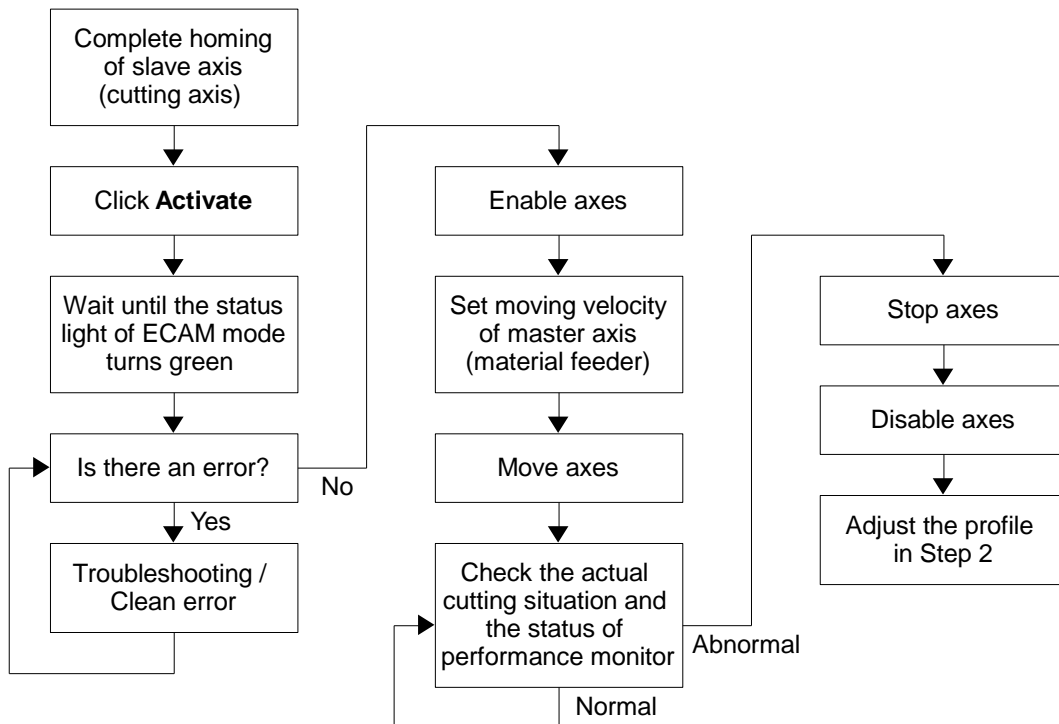 Complete homing
of slave axis
(cutting axis)
Click Activate
Wait until the status
light of ECAM mode
turns green
Is there an error?
No
Yes
Troubleshooting /
Clean error
Enable axes
Set moving velocity
of master axis
(material feeder)
Move axes
Check the actual
cutting situation and
the status of
performance monitor
Abnormal
Normal
Stop axes
Disable axes
Adjust the profile
in Step 2